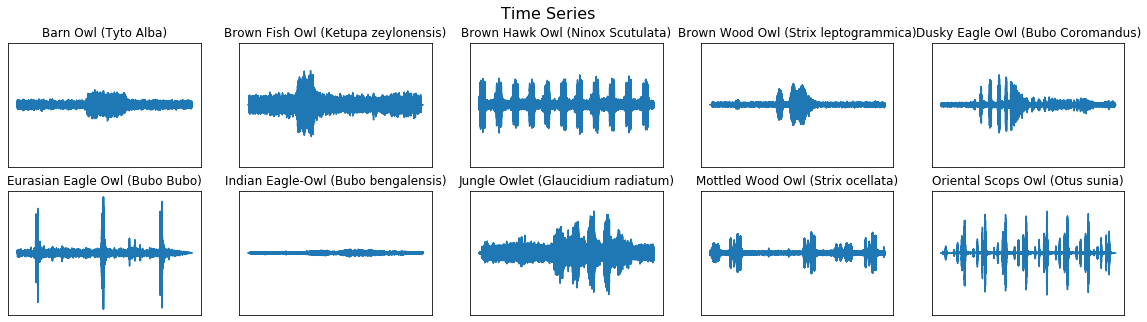 Time Series
Barn Owl (Tyto Alba)
Brown Fish Owl (Ketupa zeylonensis)
Brown Hawk Owl (Ninox Scutulata)
Brown Wood Owl (Strix leptogrammica)
Dusky Eagle Owl (Bubo Coromandus)
Eurasian Eagle Owl (Bubo Bubo)
Indian Eagle-Owl (Bubo bengalensis)
Jungle Owlet (Glaucidium radiatum)
Mottled Wood Owl (Strix ocellata)
Oriental Scops Owl (Otus sunia)